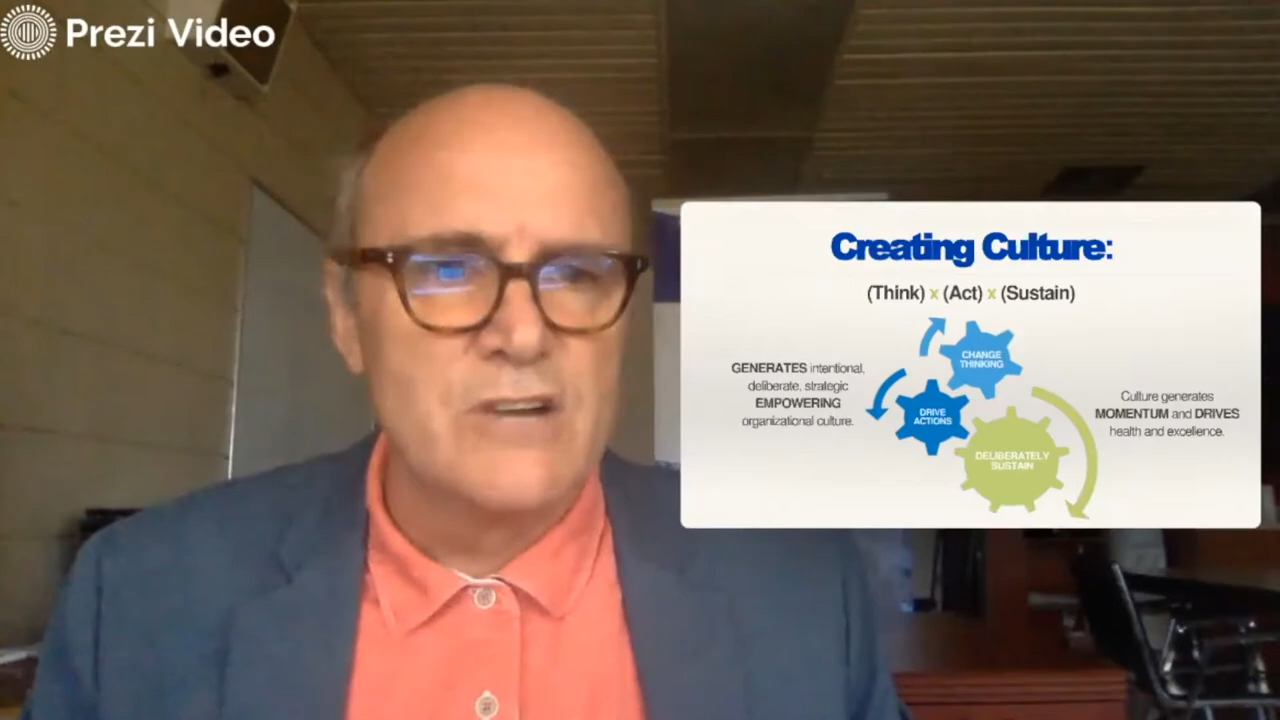 Prezi Video
Creating Culture:
(Think) x (Act) x (Sustain)
CHANGE
THINKING
GENERATES intentional,
deliberate, strategic
EMPOWERING
organizational culture.
DRIVE
ACTIONS
Culture generates
MOMENTUM and DRIVES
health and excellence.
DELIBERATELY
SUSTAIN